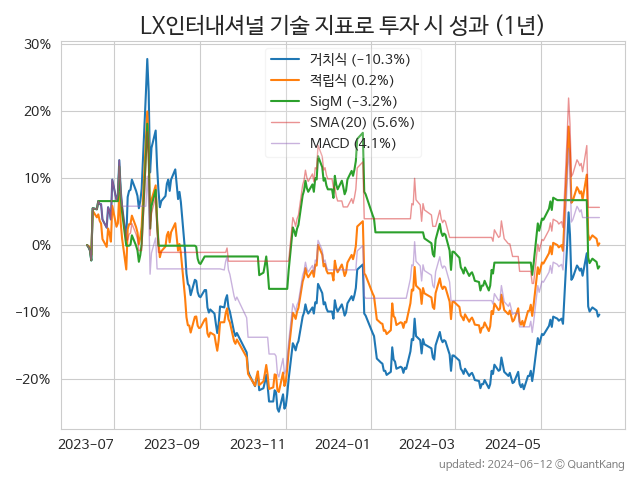 LX인터내셔널 기술 지표로 투자 시 성과 (1년)
30%
20%
10%
0%
−10%
−20%
거치식 (−10.3%)
적립식 (0.2%)
SigM (−3.2%)
SMA(20) (5.6%)
MACD (4.1%)
2023-07
2023-09
2023-11
2024-01
2024-03
2024-05
updated: 2024-06-12 © QuantKang